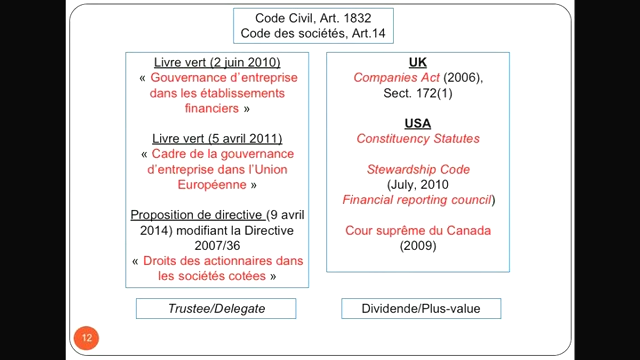 Code Civil, Art. 1832
Code des sociétés, Art.14
Livre vert (2 juin 2010)
« Gouvernance d'entreprise
dans les établissements
financiers »
Livre vert (5 avril 2011)
« Cadre de la gouvernance
d'entreprise dans l'Union
Européenne »
Proposition de directive (9 avril
2014) modifiant la Directive
2007/36
« Droits des actionnaires dans
les sociétés cotées »
UK
Companies Act (2006),
Sect. 172(1)
USA
Constituency Statutes
Stewardship Code
(July, 2010
Financial reporting council)
Cour suprême du Canada
(2009)
Trustee/Delegate
Dividende/Plus-value
12